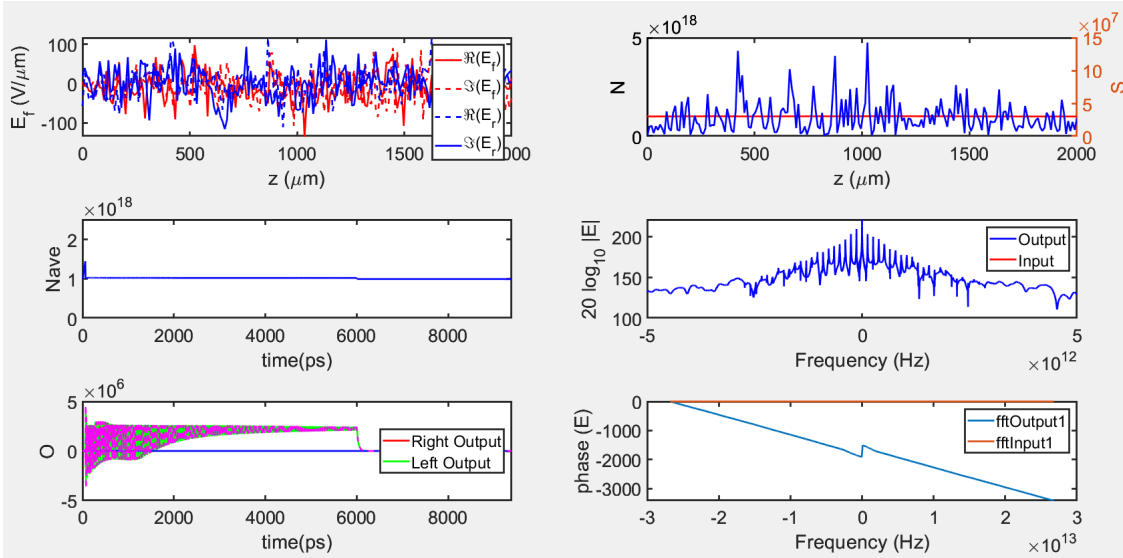 100
0
-100
E_f (V/μm)
0 500 1000 1500 2000
z (μm)
ℜ(E_f)
ℑ(E_f)
ℜ(E_r)
ℑ(E_r)
×10^18
5
0
N
×10^7
15
10
5
0
S
0 500 1000 1500 2000
z (μm)
×10^18
2
1
0
Nave
0 2000 4000 6000 8000
time(ps)
200
150
100
20 log_10 |E|
Output
Input
-5 0 5
Frequency (Hz)
×10^12
×10^6
5
0
-5
O
Right Output
Left Output
0 2000 4000 6000 8000
time(ps)
0
-1000
-2000
-3000
phase (E)
fftOutput1
fftInput1
-3 -2 -1 0 1 2 3
Frequency (Hz)
×10^13